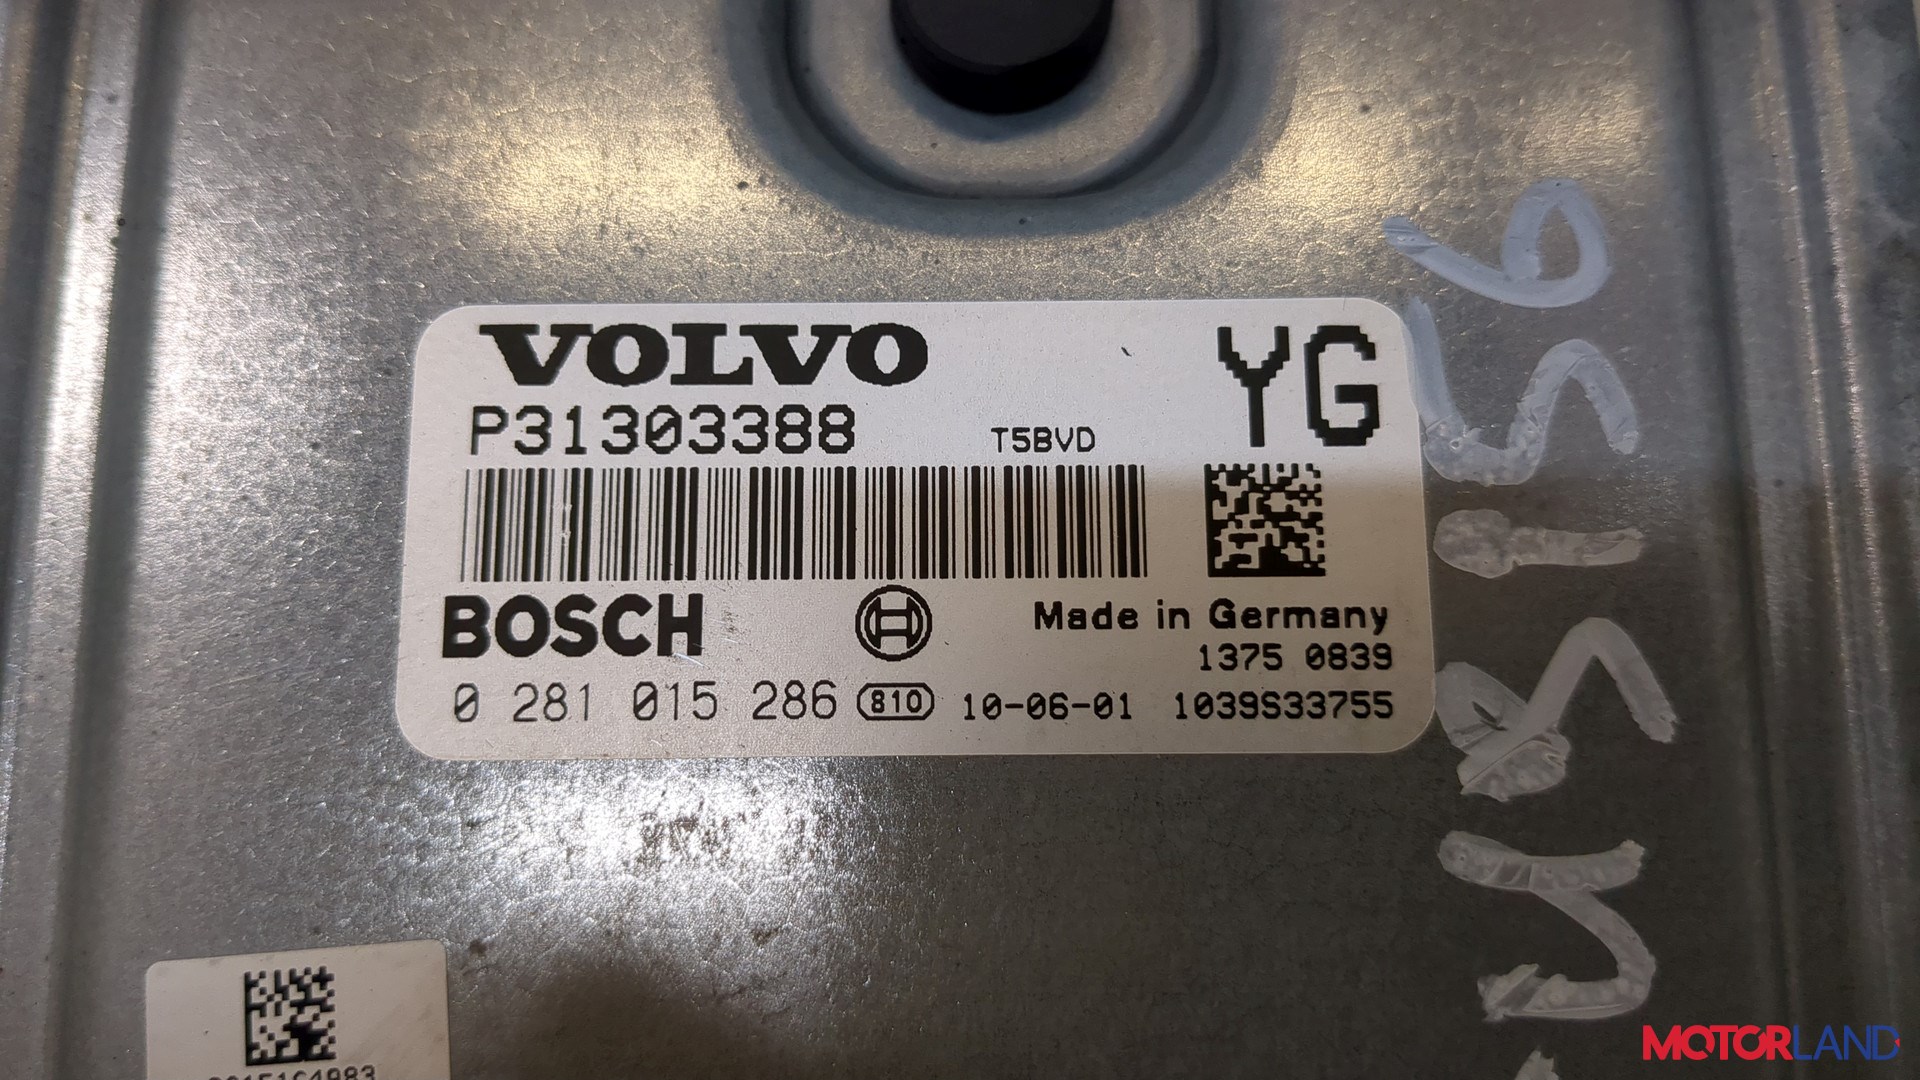 VOLVO
YG
P31303388 T5BVD
BOSCH
Made in Germany
1375 0839
0 281 015 286 810 10-06-01 1039S33755
MOTORLAND